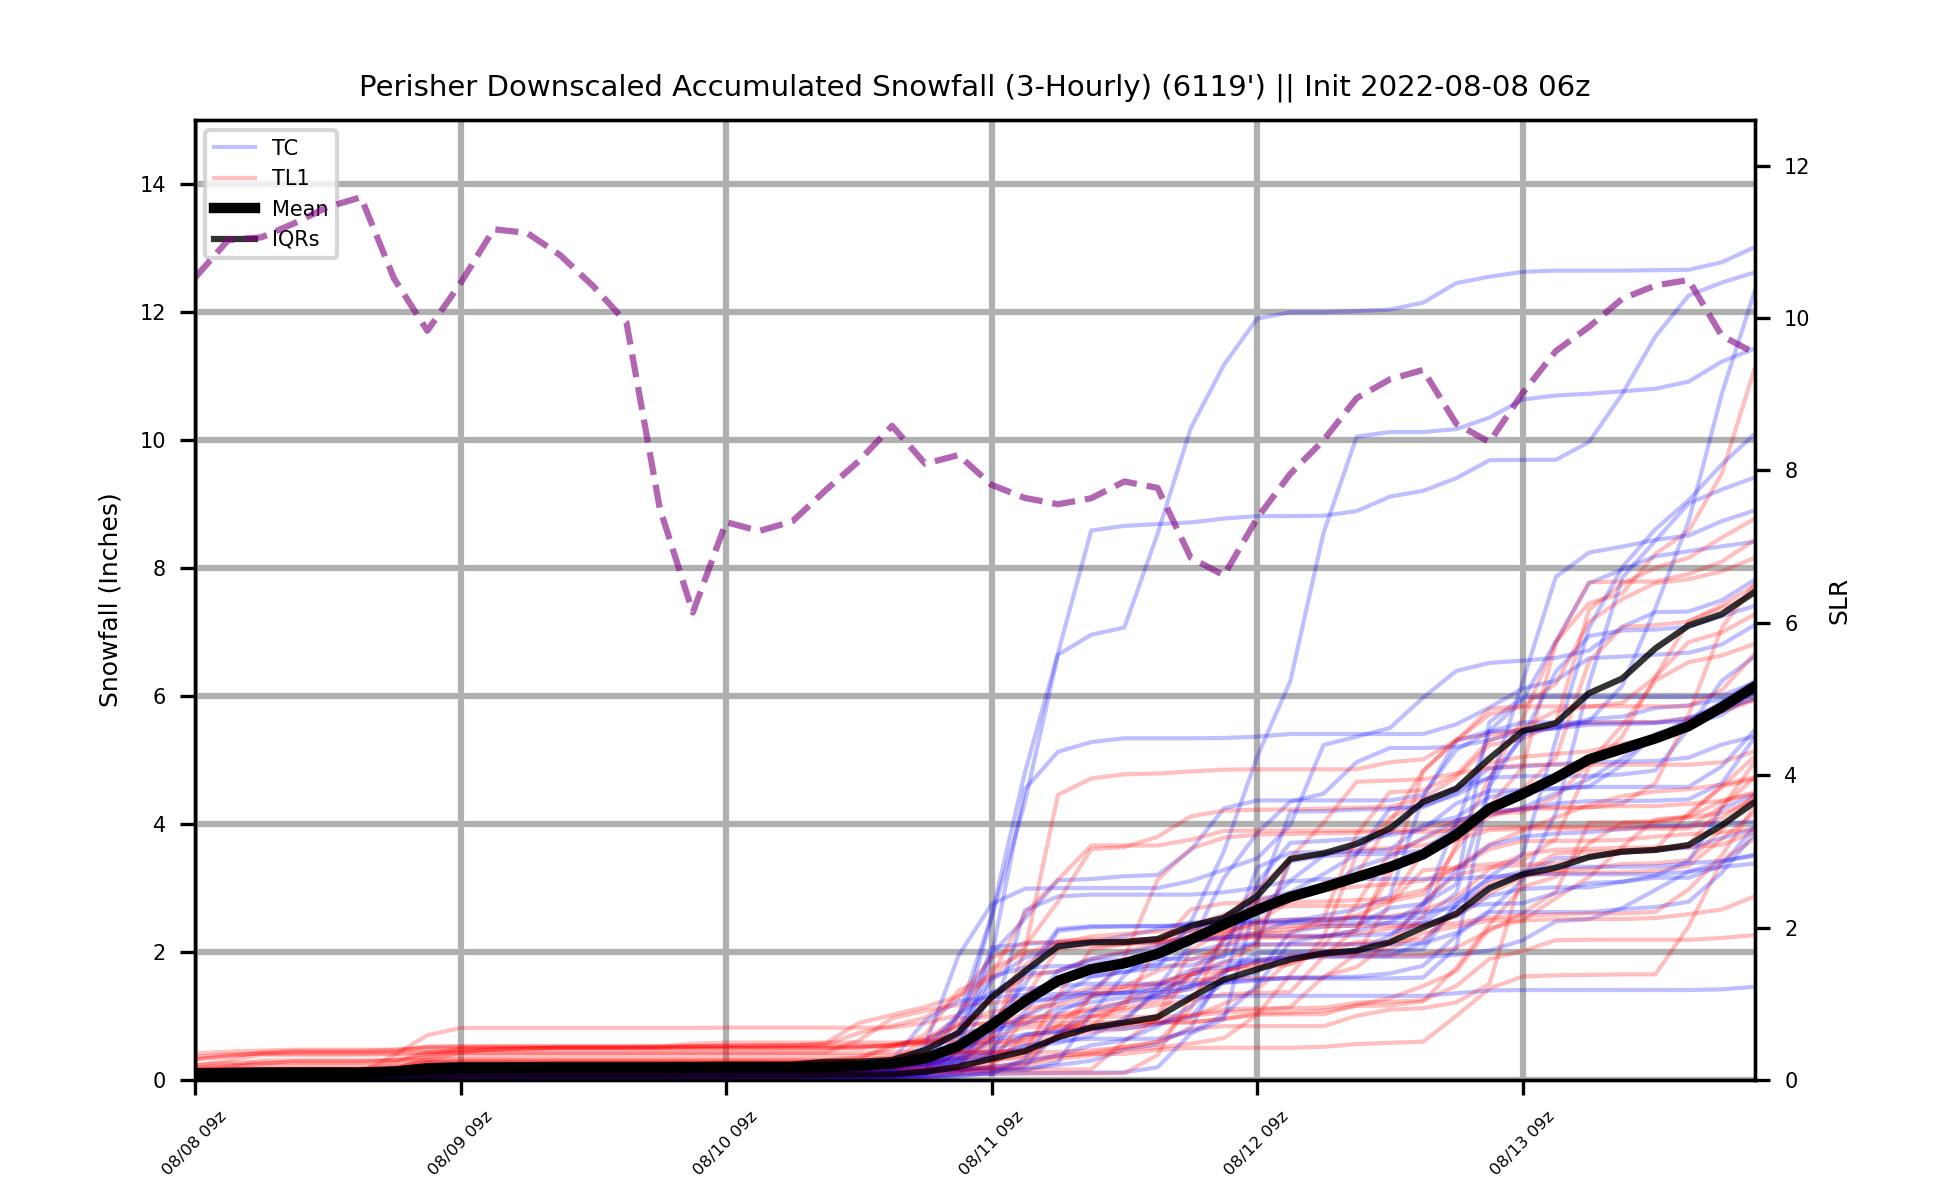 Perisher Downscaled Accumulated Snowfall (3-Hourly) (6119') || Init 2022-08-08 06z
TC
TL1
Mean
IQRs
14
12
10
8
6
4
2
0
Snowfall (Inches)
12
10
8
6
4
2
0
SLR
08/08 09z
08/09 09z
08/10 09z
08/11 09z
08/12 09z
08/13 09z